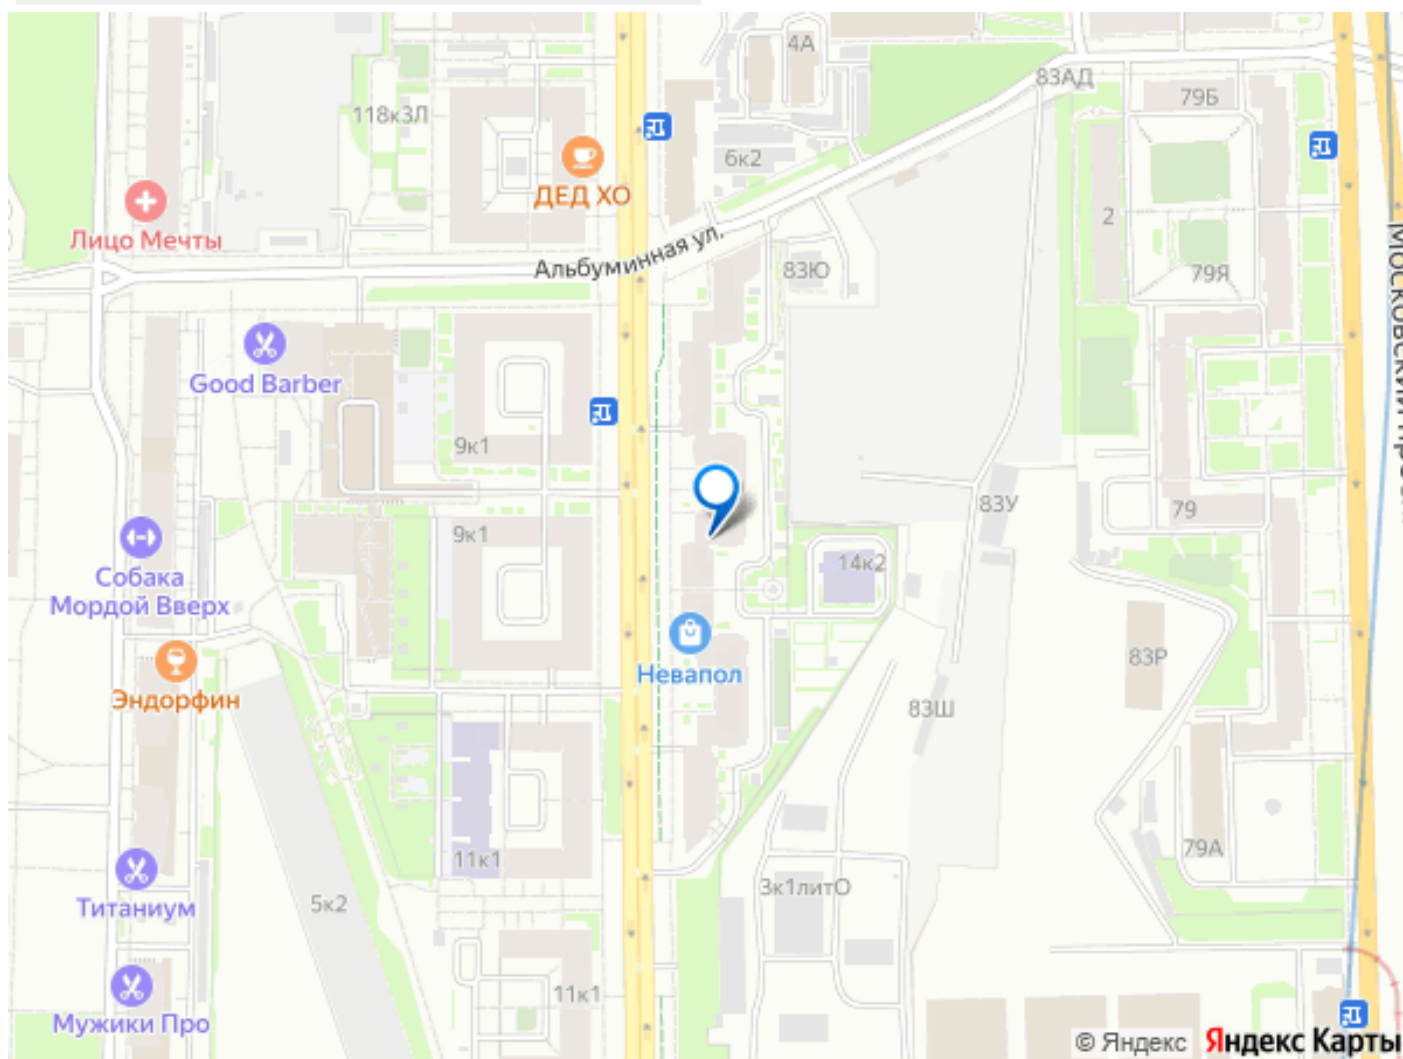 4А
83АД
79Б
118к3Л
6к2
ДЕД ХО
2
Лицо Мечты
Альбуминная ул.
83Ю
79Я
Good Barber
9к1
83У
79
9к1
14к2
Собака
Мордой Вверх
Невапол
83Р
Эндорфин
83Ш
11к1
79А
3к1литО
Титаниум
5к2
11к1
Мужики Про
© Яндекс
Яндекс Карты